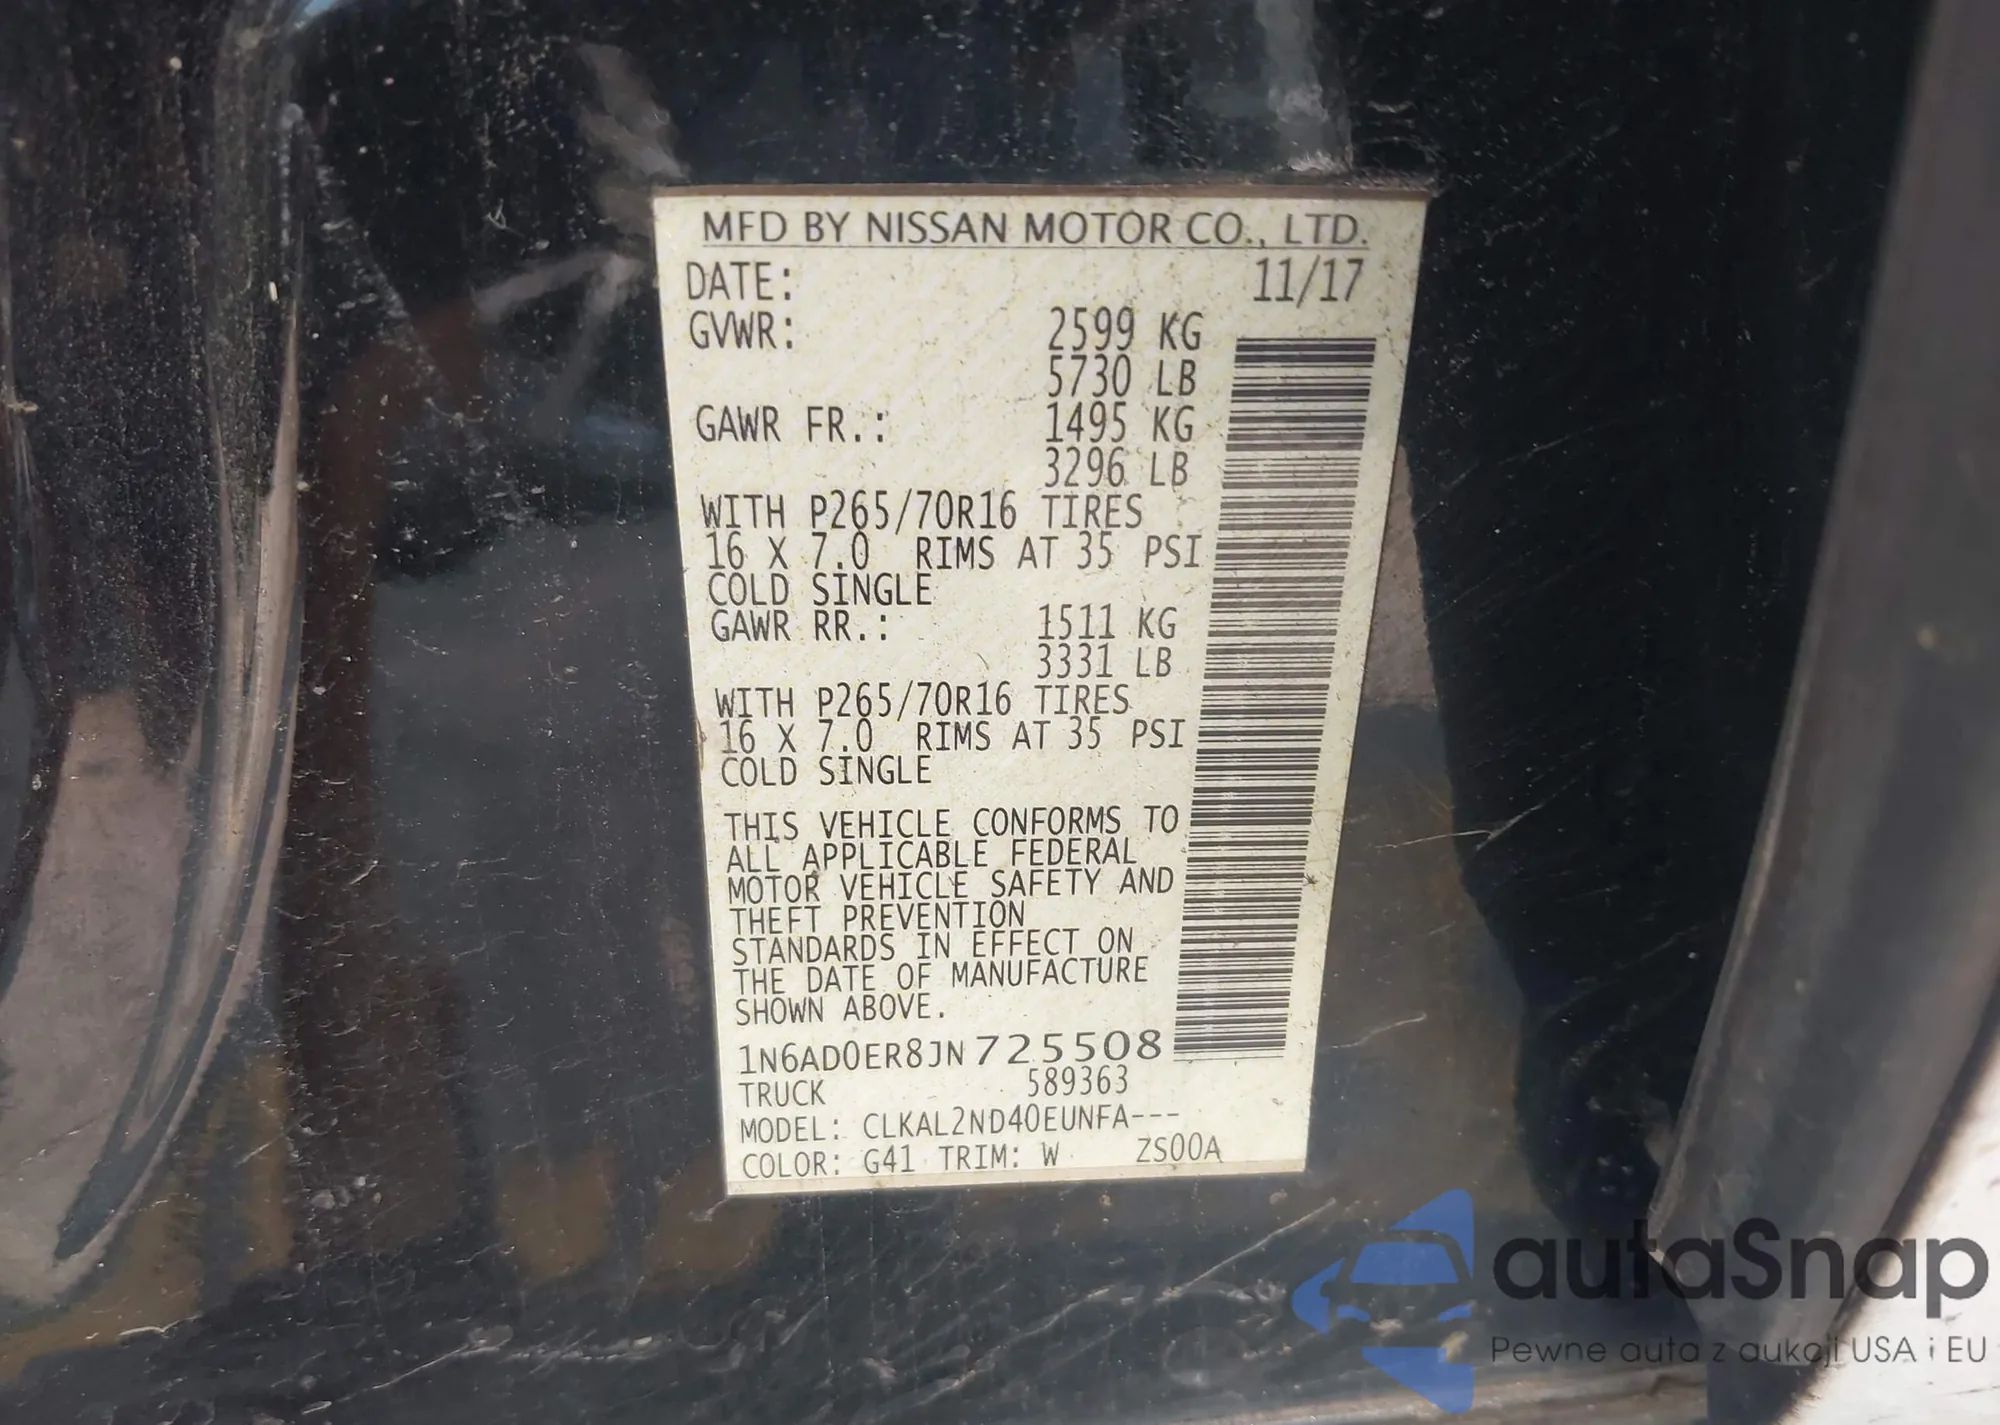 MFD BY NISSAN MOTOR CO., LTD.
DATE: 11/17
GVWR: 2599 KG
5730 LB
GAWR FR.: 1495 KG
3296 LB
WITH P265/70R16 TIRES
16 X 7.0 RIMS AT 35 PSI
COLD SINGLE
GAWR RR.: 1511 KG
3331 LB
WITH P265/70R16 TIRES
16 X 7.0 RIMS AT 35 PSI
COLD SINGLE
THIS VEHICLE CONFORMS TO
ALL APPLICABLE FEDERAL
MOTOR VEHICLE SAFETY AND
THEFT PREVENTION
STANDARDS IN EFFECT ON
THE DATE OF MANUFACTURE
SHOWN ABOVE.
1N6AD0ER8JN725508
TRUCK 589363
MODEL: CLKAL2ND40EUNFA---
COLOR: G41 TRIM: W ZS00A
autaSnap
Pewne auta z aukcji USA i EU